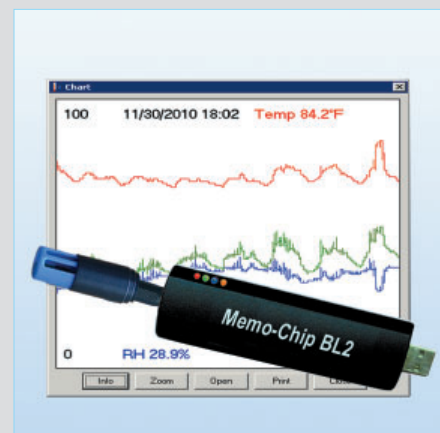 Chart
100 11/30/2010 18:02 Temp 84.2°F
Memo-Chip BL2
0 RH 28.9%
Info Zoom Open Print